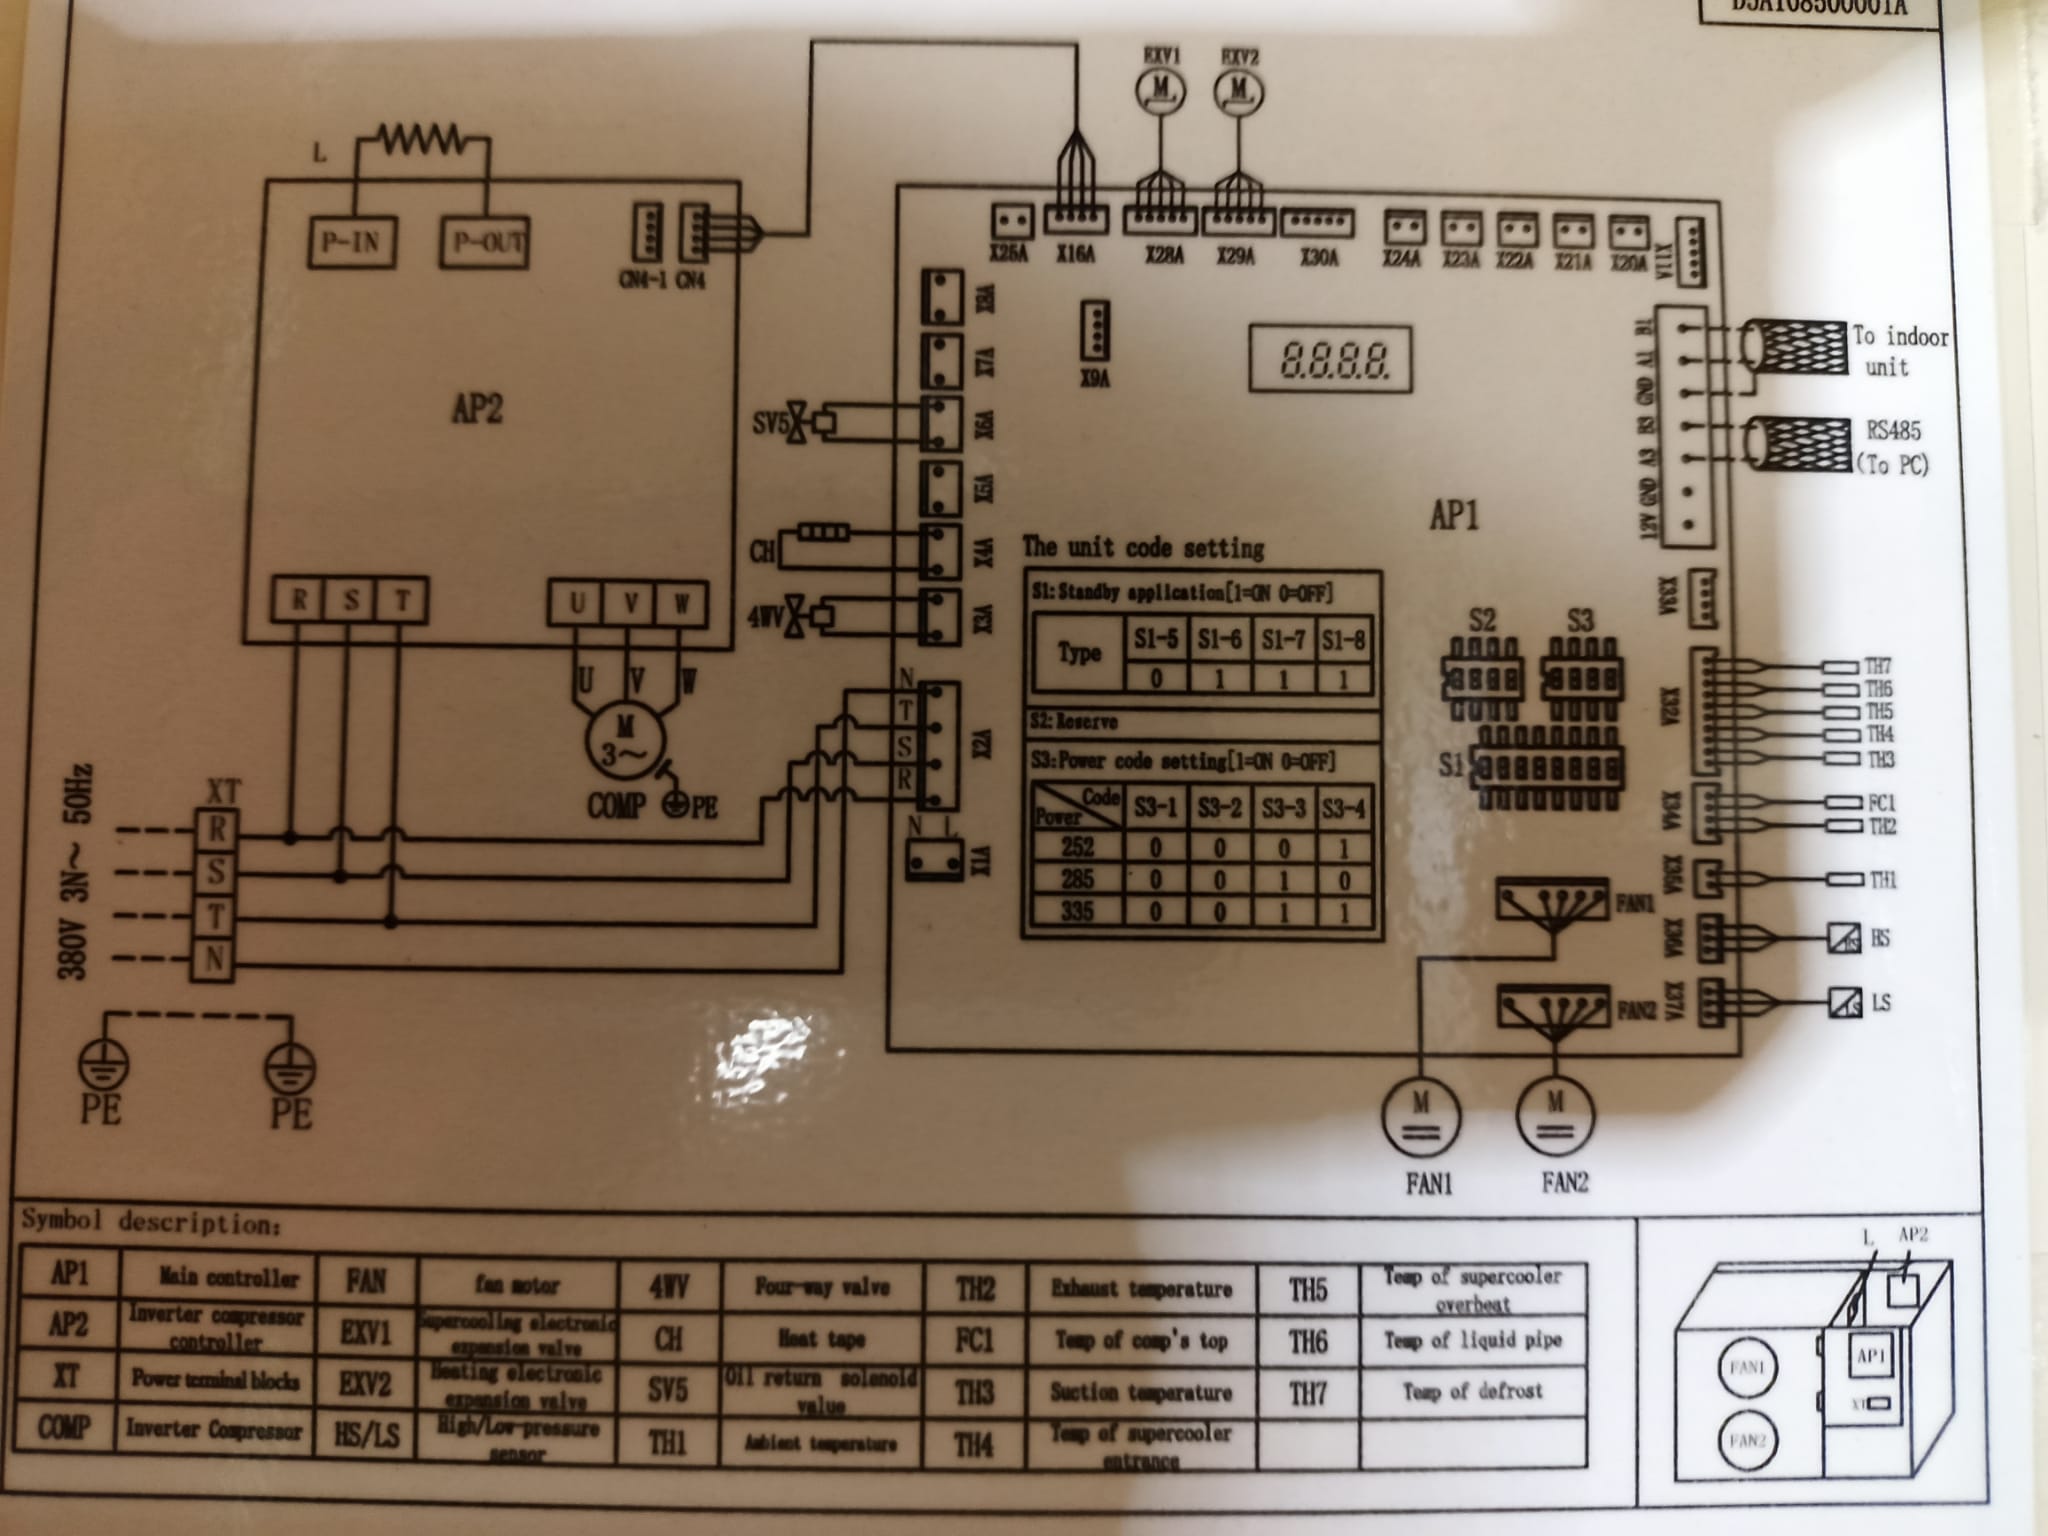 D5A108500001A
EXV1 EXV2
M M
L
P-IN P-OUT
CN4-1 CN4
X25A X16A X28A X29A X30A X24A X23A X22A X21A X20A X11A
X8A
X7A
X9A
8.8.8.8.
B1
A1
GND
B3
A3
GND
12V
To indoor
unit
RS485
(To PC)
AP2
SV5
X6A
X5A
CH
X4A
4WV
X3A
AP1
X33A
R S T
U V W
U V W
M
3~
COMP PE
N
T
S
R
X2A
N L
X1A
The unit code setting
S1:Standby application[1=ON 0=OFF]
Type S1-5 S1-6 S1-7 S1-8
0 1 1 1
S2:Reserve
S3:Power code setting[1=ON 0=OFF]
Code
Power S3-1 S3-2 S3-3 S3-4
252 0 0 0 1
285 0 0 1 0
335 0 0 1 1
S2 S3
S1
X32A
TH7
TH6
TH5
TH4
TH3
X34A
FC1
TH2
X35A
TH1
X36A
HS HS
X37A
LS LS
FAN1
FAN2
M M
FAN1 FAN2
380V 3N~ 50Hz
XT
R
S
T
N
PE PE
Symbol description:
AP1 Main controller FAN fan motor 4WV Four-way valve TH2 Exhaust temperature TH5 Temp of supercooler overheat
AP2 Inverter compressor controller EXV1 Supercooling electronic expansion valve CH Heat tape FC1 Temp of comp's top TH6 Temp of liquid pipe
XT Power terminal blocks EXV2 Heating electronic expansion valve SV5 Oil return solenoid value TH3 Suction temperature TH7 Temp of defrost
COMP Inverter Compressor HS/LS High/Low-pressure sensor TH1 Ambient temperature TH4 Temp of supercooler entrance
L AP2
FAN1
AP1
XT
FAN2